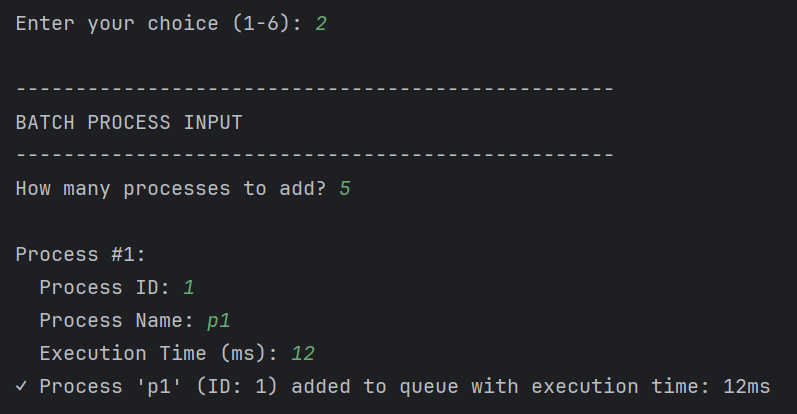 Enter your choice (1-6): 2
--------------------------------------------------
BATCH PROCESS INPUT
--------------------------------------------------
How many processes to add? 5
Process #1:
  Process ID: 1
  Process Name: p1
  Execution Time (ms): 12
✓ Process 'p1' (ID: 1) added to queue with execution time: 12ms